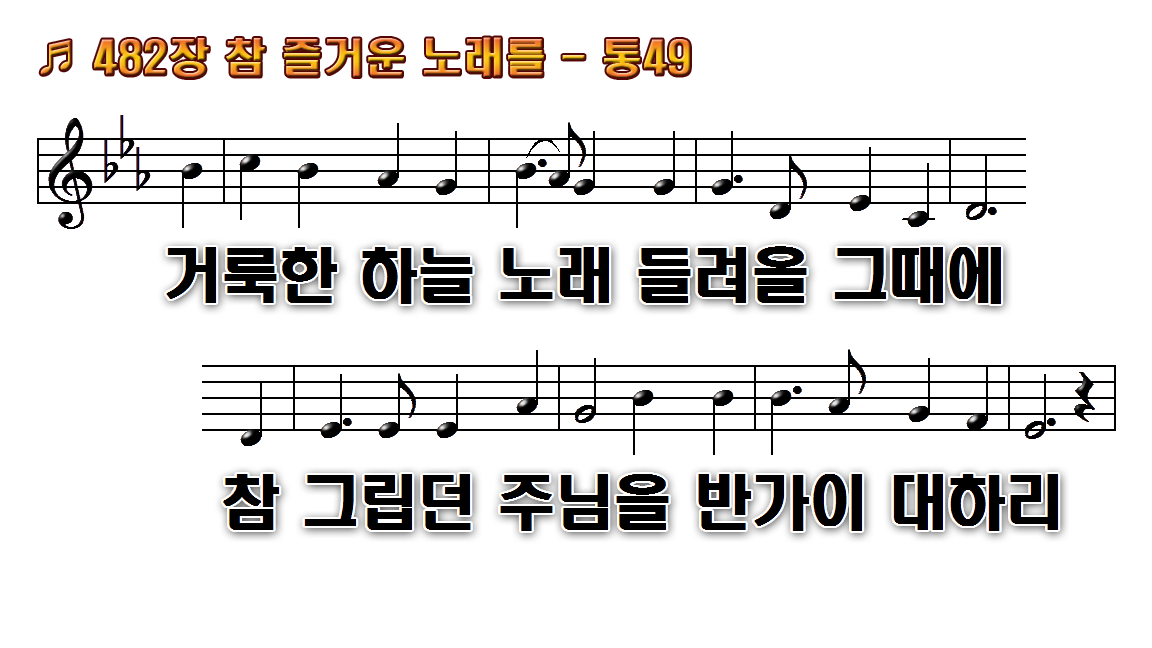 ♬ 482장 참 즐거운 노래를 - 통49
거룩한 하늘 노래 들려올 그때에
참 그립던 주님을 반가이 대하리